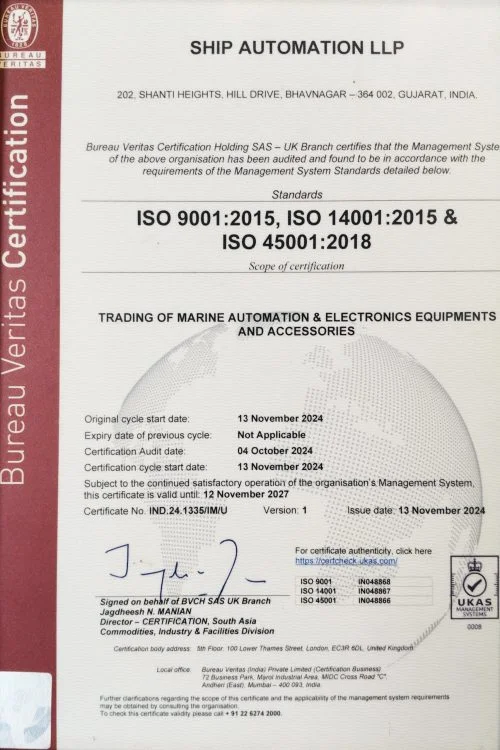 BUREAU
VERITAS
1828
BUREAU
VERITAS
Bureau Veritas Certification
SHIP AUTOMATION LLP
202, SHANTI HEIGHTS, HILL DRIVE, BHAVNAGAR – 364 002, GUJARAT, INDIA.
Bureau Veritas Certification Holding SAS – UK Branch certifies that the Management Syste
of the above organisation has been audited and found to be in accordance with the
requirements of the Management System Standards detailed below.
Standards
ISO 9001:2015, ISO 14001:2015 &
ISO 45001:2018
Scope of certification
TRADING OF MARINE AUTOMATION & ELECTRONICS EQUIPMENTS
AND ACCESSORIES
Original cycle start date: 13 November 2024
Expiry date of previous cycle: Not Applicable
Certification Audit date: 04 October 2024
Certification cycle start date: 13 November 2024
Subject to the continued satisfactory operation of the organisation's Management System,
this certificate is valid until: 12 November 2027
Certificate No. IND.24.1335/IM/U Version: 1 Issue date: 13 November 2024
For certificate authenticity, click here
https://certcheck.ukas.com/
ISO 9001 IN048868
ISO 14001 IN048867
ISO 45001 IN048866
UKAS
MANAGEMENT
SYSTEMS
0008
Signed on behalf of BVCH SAS UK Branch
Jagdheesh N. MANIAN
Director – CERTIFICATION, South Asia
Commodities, Industry & Facilities Division
Certification body address: 5th Floor, 100 Lower Thames Street, London, EC3R 6DL, United Kingdom
Local office: Bureau Veritas (India) Private Limited (Certification Business)
72 Business Park, Marol Industrial Area, MIDC Cross Road "C",
Andheri (East), Mumbai – 400 093, India
Further clarifications regarding the scope of this certificate and the applicability of the management system requirements
may be obtained by consulting the organisation.
To check this certificate validity please call + 91 22 6274 2000.